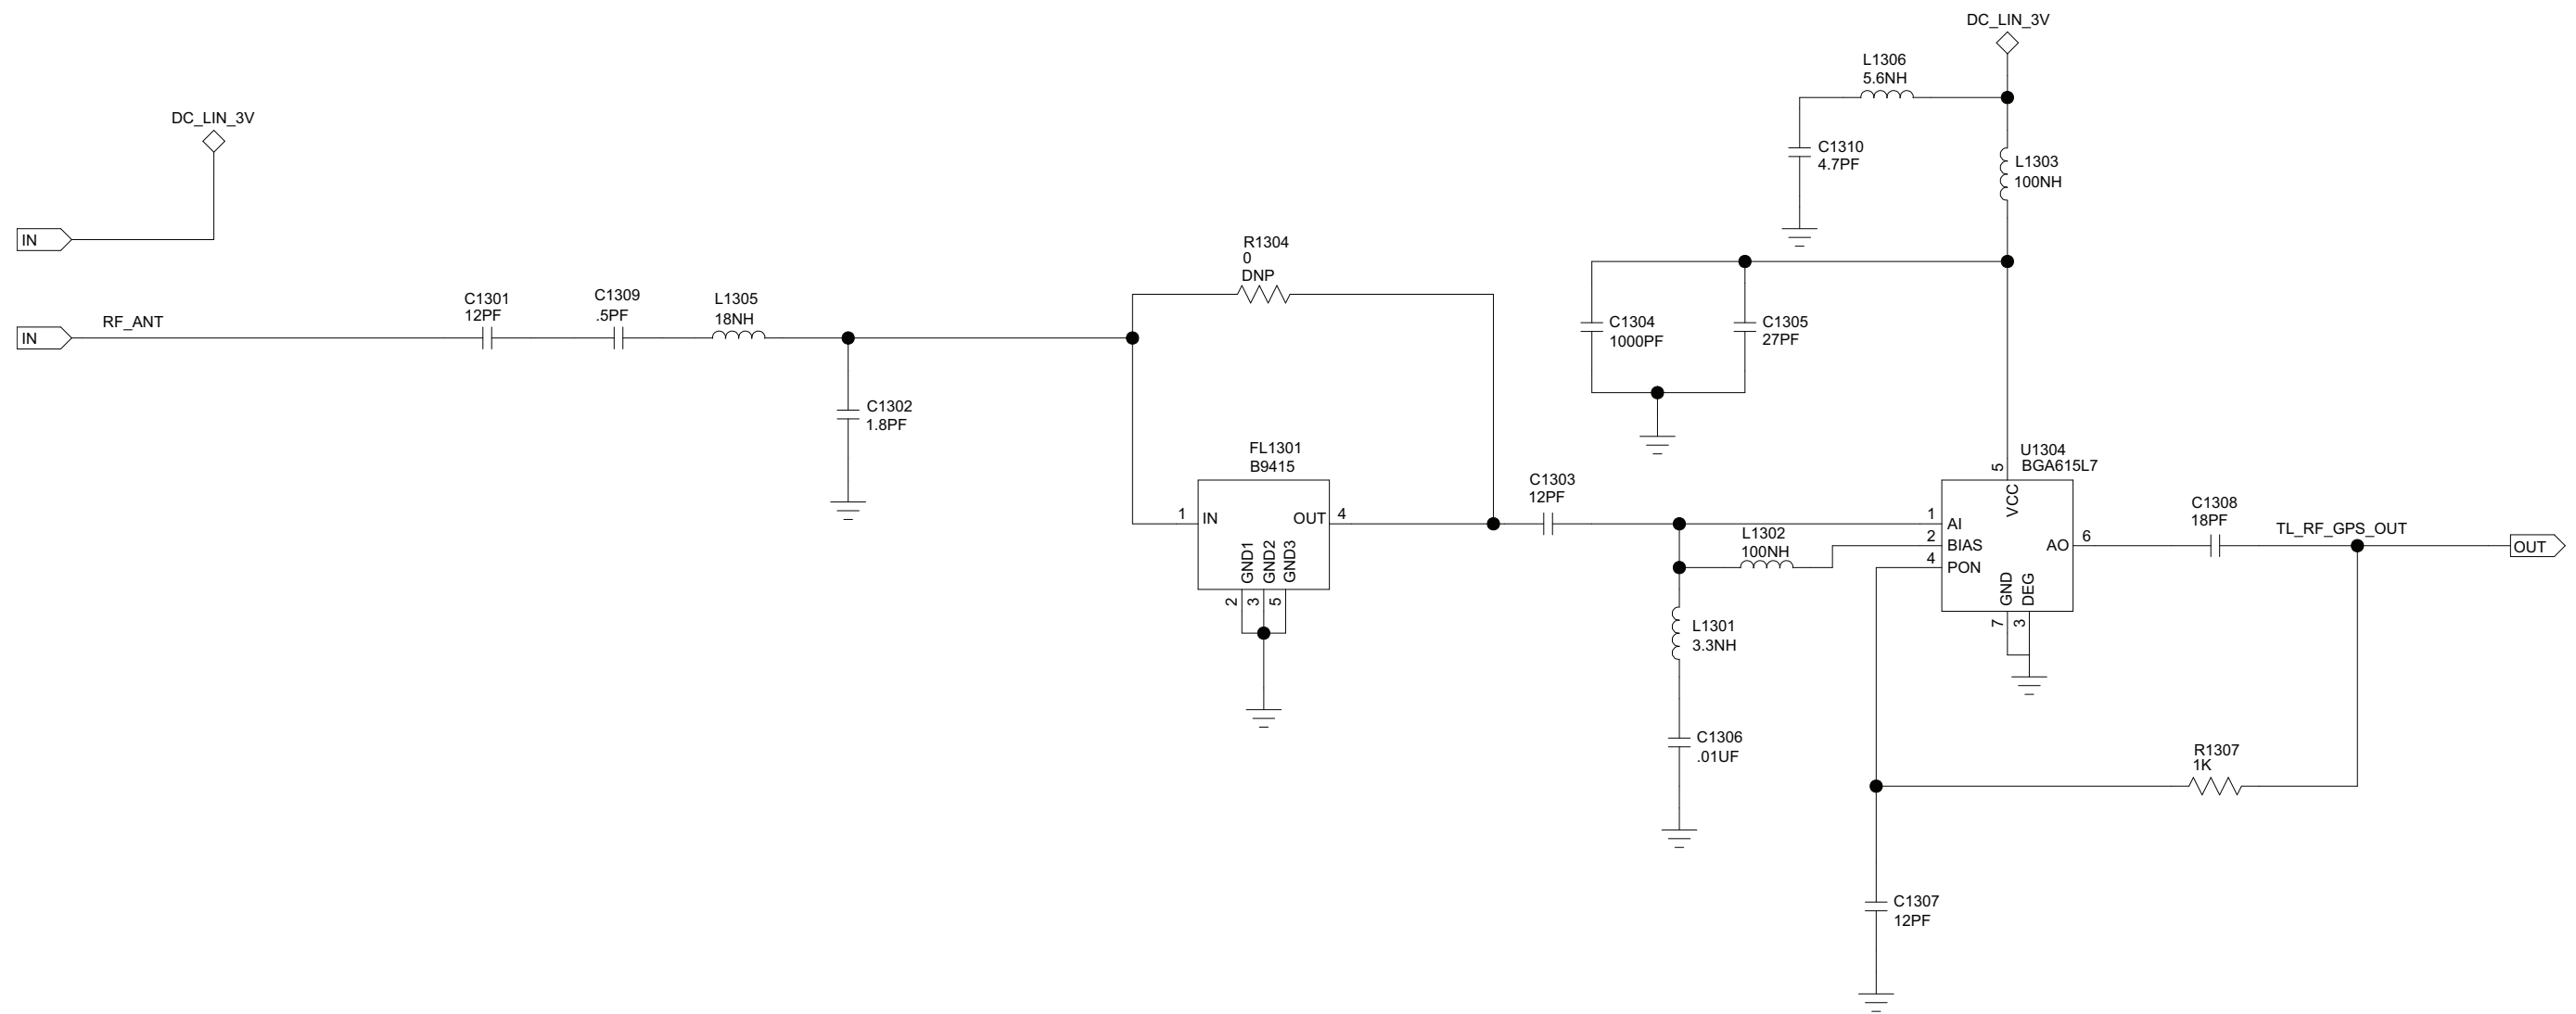 DC_LIN_3V
L1306
5.6NH
DC_LIN_3V
C1310
4.7PF
L1303
100NH
IN
R1304
0
DNP
C1301
12PF
C1309
.5PF
L1305
18NH
RF_ANT
IN
C1304
1000PF
C1305
27PF
C1302
1.8PF
FL1301
B9415
U1304
BGA615L7
5
VCC
C1303
12PF
1
IN
OUT
4
GND1
GND2
GND3
2
3
5
1
AI
2
BIAS
4
PON
AO
6
GND
DEG
7
3
L1302
100NH
C1308
18PF
TL_RF_GPS_OUT
OUT
L1301
3.3NH
C1306
.01UF
R1307
1K
C1307
12PF